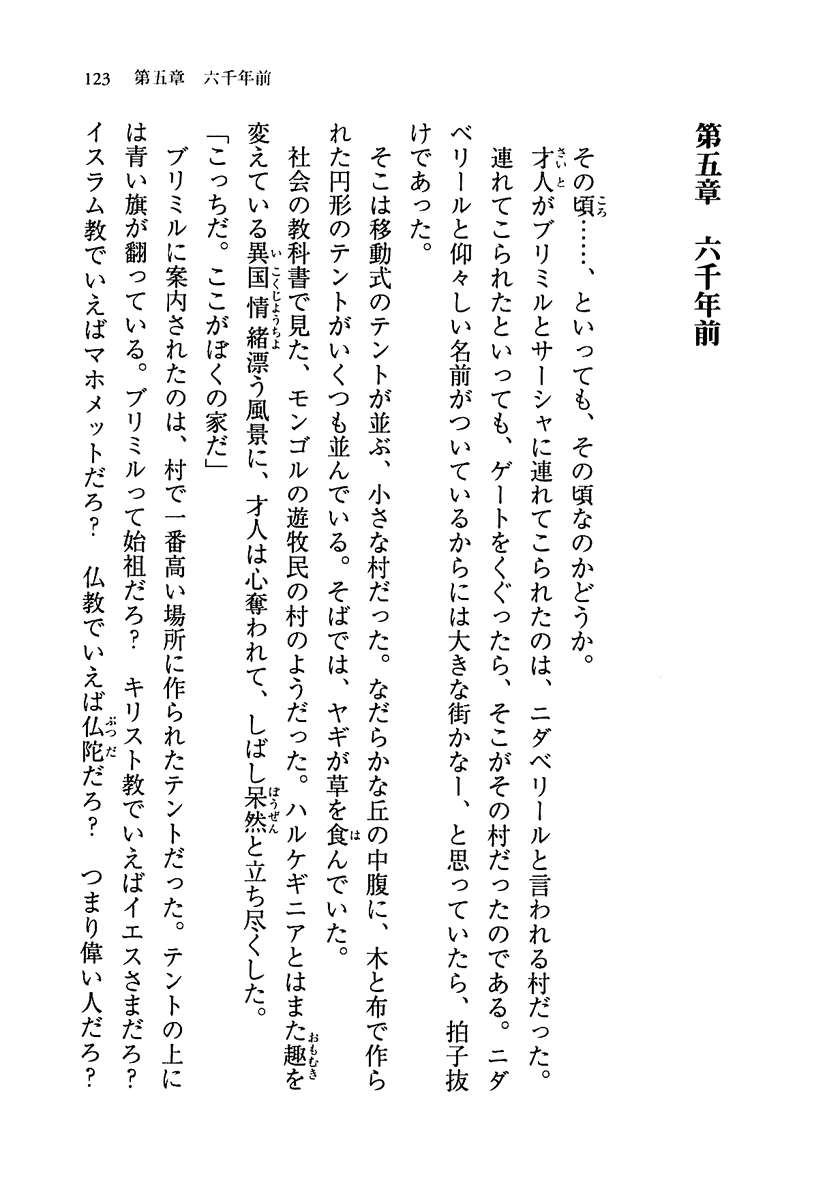 123　第五章　六千年前
第五章　六千年前
その頃……、といっても、その頃なのかどうか。
才人がブリミルとサーシャに連れてこられたのは、ニダベリールと言われる村だった。
連れてこられたといっても、ゲートをくぐったら、そこがその村だったのである。ニダ
ベリールと仰々しい名前がついているからには大きな街かなー、と思っていたら、拍子抜
けであった。
そこは移動式のテントが並ぶ、小さな村だった。なだらかな丘の中腹に、木と布で作ら
れた円形のテントがいくつも並んでいる。そばでは、ヤギが草を食んでいた。
社会の教科書で見た、モンゴルの遊牧民の村のようだった。ハルケギニアとはまた趣を
変えている異国情緒漂う風景に、才人は心奪われて、しばし呆然と立ち尽くした。
「こっちだ。ここがぼくの家だ」
ブリミルに案内されたのは、村で一番高い場所に作られたテントだった。テントの上に
は青い旗が翻っている。ブリミルって始祖だろ？　キリスト教でいえばイエスさまだろ？
イスラム教でいえばマホメットだろ？　仏教でいえば仏陀だろ？　つまり偉い人だろ？